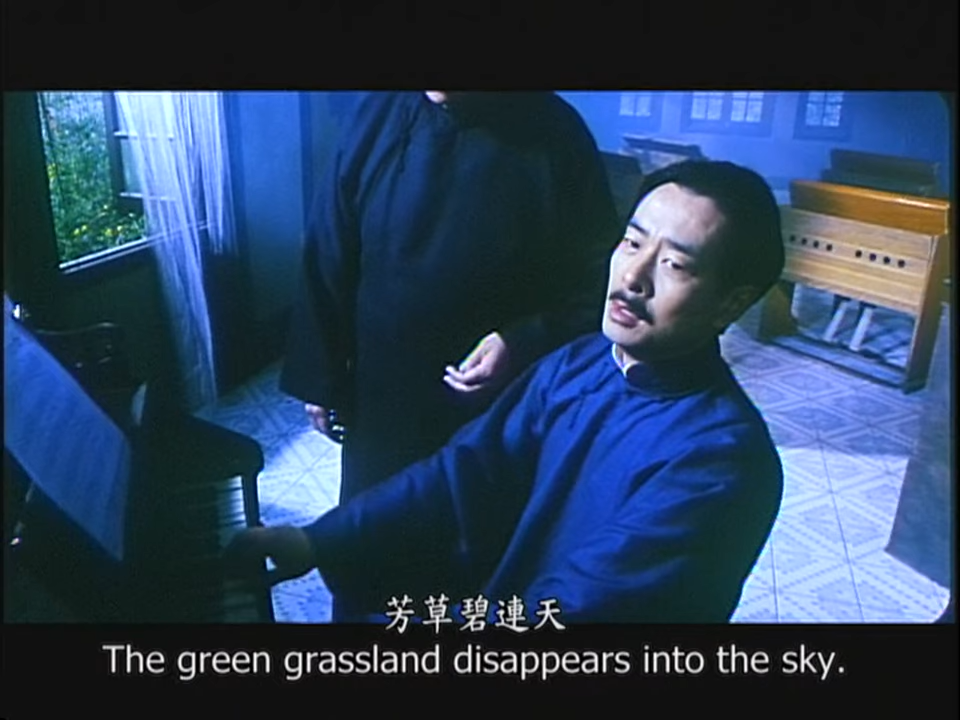 芳草碧連天
The green grassland disappears into the sky.